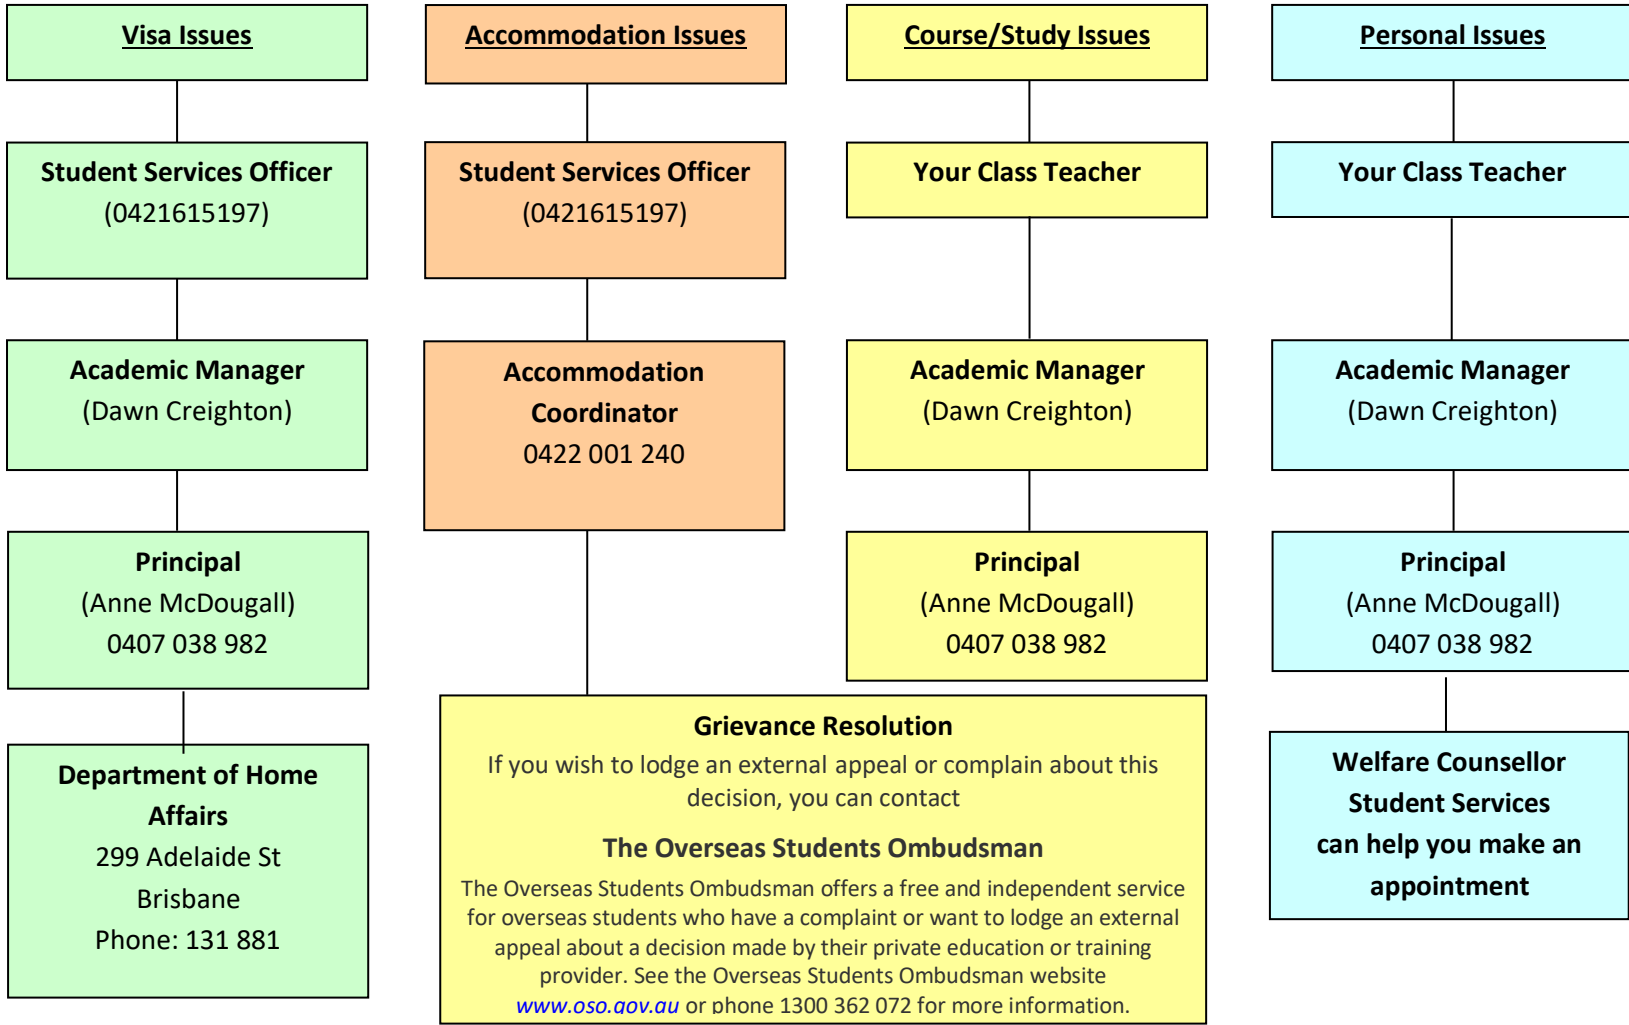 Visa Issues
Student Services Officer
(0421615197)
Academic Manager
(Dawn Creighton)
Principal
(Anne McDougall)
0407 038 982
Department of Home
Affairs
299 Adelaide St
Brisbane
Phone: 131 881
Accommodation Issues
Student Services Officer
(0421615197)
Accommodation
Coordinator
0422 001 240
Course/Study Issues
Your Class Teacher
Academic Manager
(Dawn Creighton)
Principal
(Anne McDougall)
0407 038 982
Grievance Resolution
If you wish to lodge an external appeal or complain about this
decision, you can contact
The Overseas Students Ombudsman
The Overseas Students Ombudsman offers a free and independent service
for overseas students who have a complaint or want to lodge an external
appeal about a decision made by their private education or training
provider. See the Overseas Students Ombudsman website
www.oso.gov.au or phone 1300 362 072 for more information.
Personal Issues
Your Class Teacher
Academic Manager
(Dawn Creighton)
Principal
(Anne McDougall)
0407 038 982
Welfare Counsellor
Student Services
can help you make an
appointment